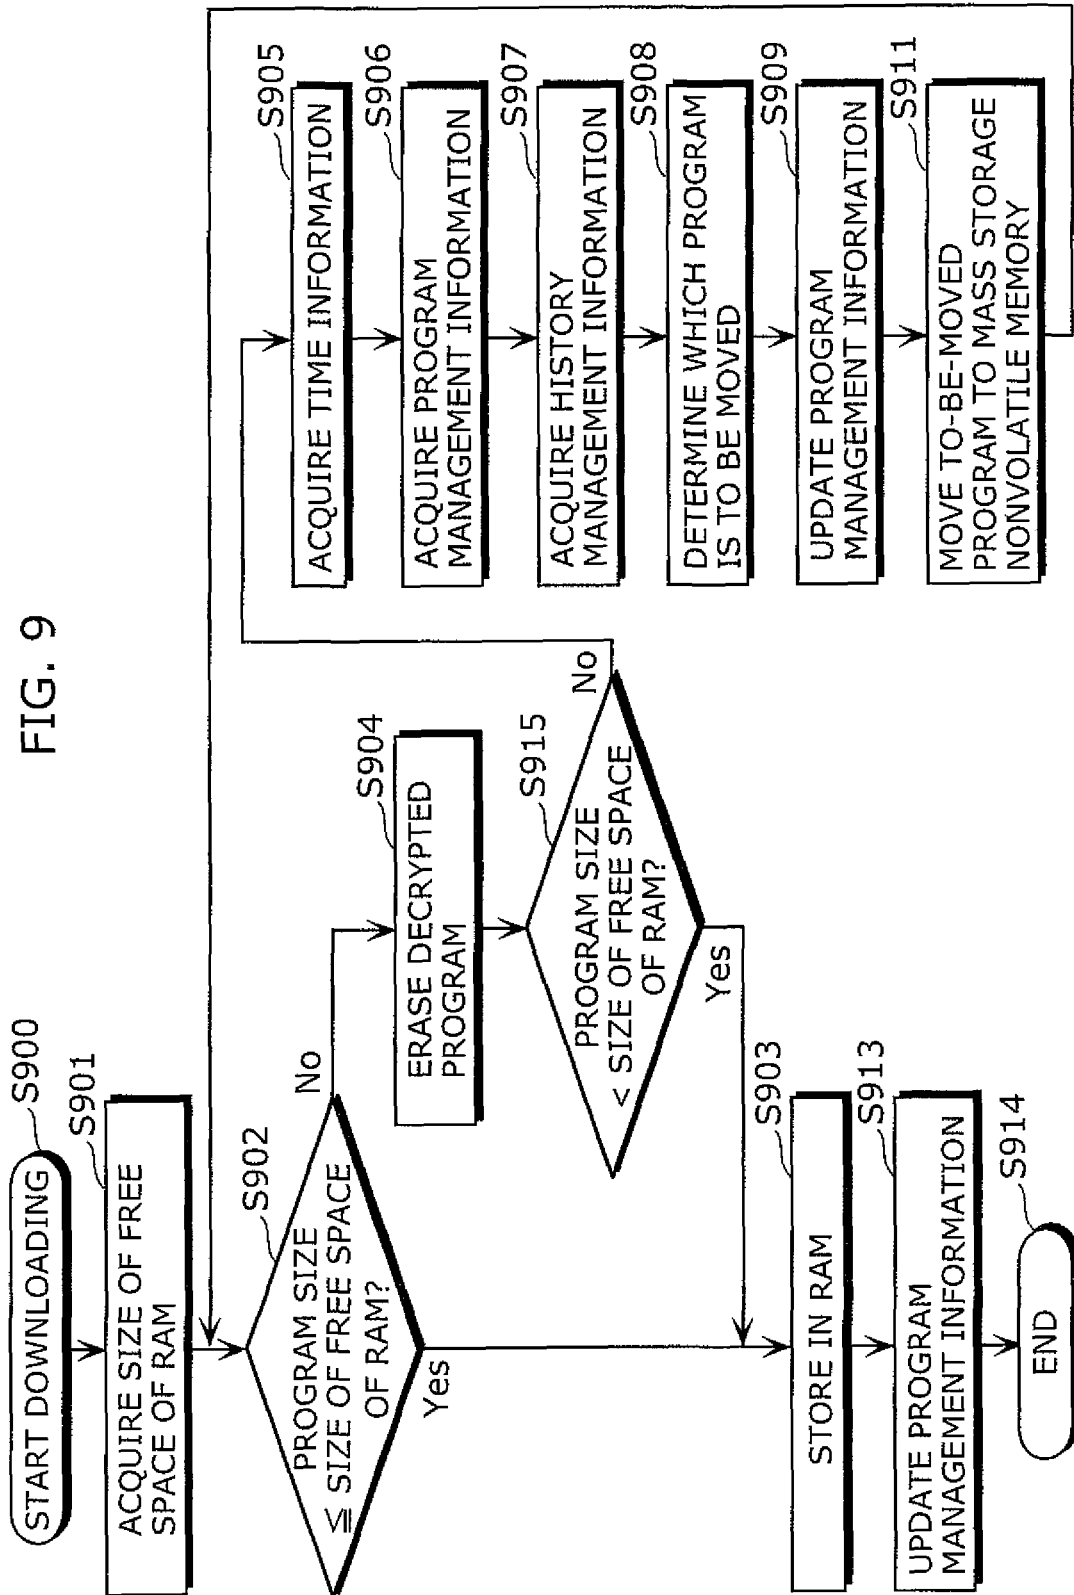 FIG. 9
START DOWNLOADING
S900
S901
ACQUIRE SIZE OF FREE
SPACE OF RAM
S902
PROGRAM SIZE
≦ SIZE OF FREE SPACE
OF RAM?
No
Yes
S904
ERASE DECRYPTED
PROGRAM
S915
PROGRAM SIZE
< SIZE OF FREE SPACE
OF RAM?
No
Yes
S903
STORE IN RAM
S913
UPDATE PROGRAM
MANAGEMENT INFORMATION
S914
END
S905
ACQUIRE TIME INFORMATION
S906
ACQUIRE PROGRAM
MANAGEMENT INFORMATION
S907
ACQUIRE HISTORY
MANAGEMENT INFORMATION
S908
DETERMINE WHICH PROGRAM
IS TO BE MOVED
S909
UPDATE PROGRAM
MANAGEMENT INFORMATION
S911
MOVE TO-BE-MOVED
PROGRAM TO MASS STORAGE
NONVOLATILE MEMORY